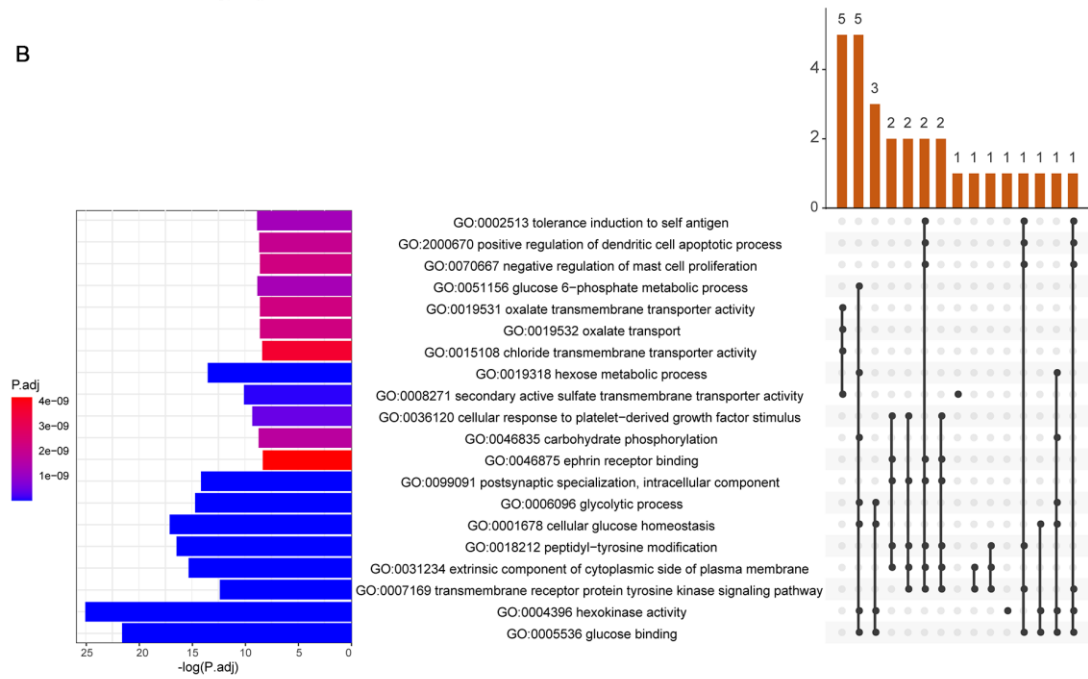 B
5 5 3 2 2 2 2 1 1 1 1 1 1 1 1
4
2
0
GO:0002513 tolerance induction to self antigen
GO:2000670 positive regulation of dendritic cell apoptotic process
GO:0070667 negative regulation of mast cell proliferation
GO:0051156 glucose 6−phosphate metabolic process
GO:0019531 oxalate transmembrane transporter activity
GO:0019532 oxalate transport
GO:0015108 chloride transmembrane transporter activity
GO:0019318 hexose metabolic process
GO:0008271 secondary active sulfate transmembrane transporter activity
GO:0036120 cellular response to platelet−derived growth factor stimulus
GO:0046835 carbohydrate phosphorylation
GO:0046875 ephrin receptor binding
GO:0099091 postsynaptic specialization, intracellular component
GO:0006096 glycolytic process
GO:0001678 cellular glucose homeostasis
GO:0018212 peptidyl−tyrosine modification
GO:0031234 extrinsic component of cytoplasmic side of plasma membrane
GO:0007169 transmembrane receptor protein tyrosine kinase signaling pathway
GO:0004396 hexokinase activity
GO:0005536 glucose binding
P.adj
4e−09
3e−09
2e−09
1e−09
25 20 15 10 5 0
-log(P.adj)